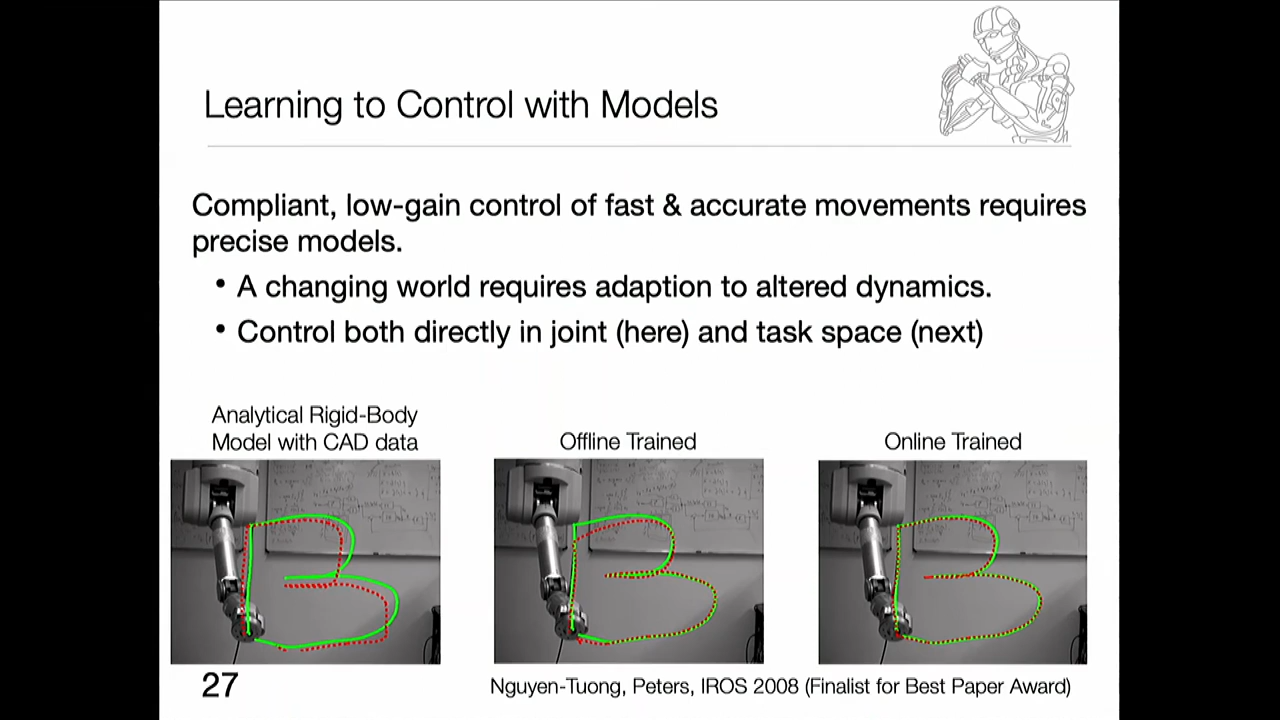 Learning to Control with Models
Compliant, low-gain control of fast & accurate movements requires
precise models.
• A changing world requires adaption to altered dynamics.
• Control both directly in joint (here) and task space (next)
Analytical Rigid-Body
Model with CAD data
Offline Trained
Online Trained
27
Nguyen-Tuong, Peters, IROS 2008 (Finalist for Best Paper Award)